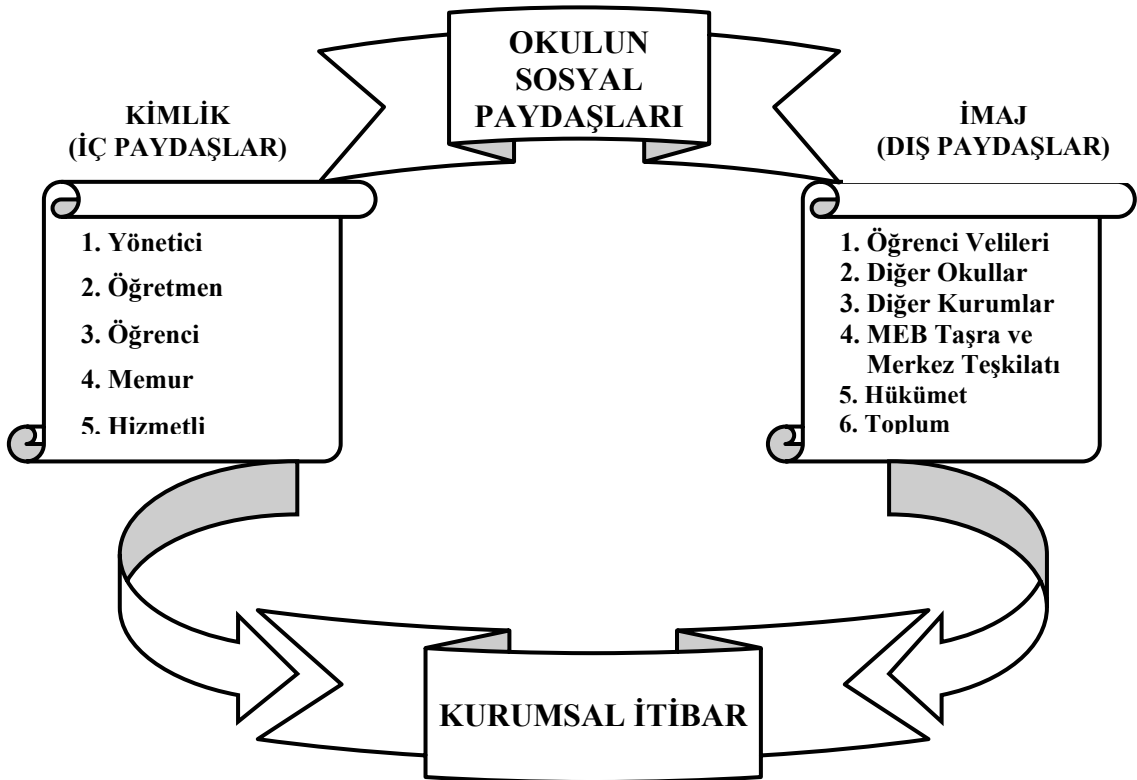 OKULUN
SOSYAL
PAYDAŞLARI
KİMLİK
(İÇ PAYDAŞLAR)
1. Yönetici
2. Öğretmen
3. Öğrenci
4. Memur
5. Hizmetli
İMAJ
(DIŞ PAYDAŞLAR)
1. Öğrenci Velileri
2. Diğer Okullar
3. Diğer Kurumlar
4. MEB Taşra ve
Merkez Teşkilatı
5. Hükümet
6. Toplum
KURUMSAL İTİBAR